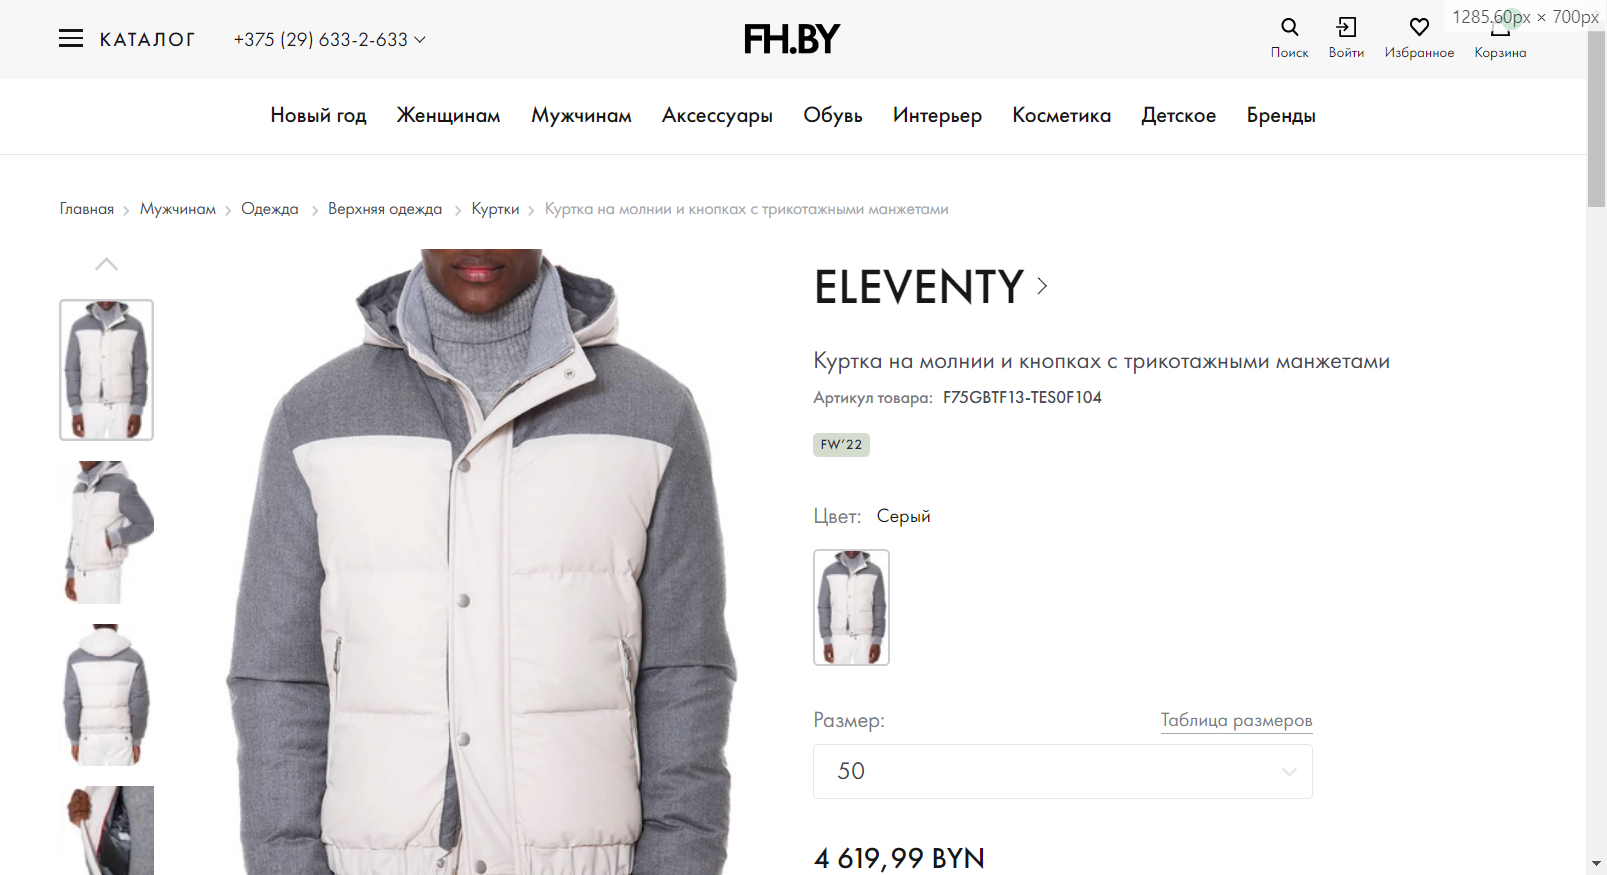 КАТАЛОГ
+375 (29) 633-2-633
FH.BY
1285.60px × 700px
Поиск
Войти
Избранное
Корзина
Новый год
Женщинам
Мужчинам
Аксессуары
Обувь
Интерьер
Косметика
Детское
Бренды
Главная
Мужчинам
Одежда
Верхняя одежда
Куртки
Куртка на молнии и кнопках с трикотажными манжетами
ELEVENTY
Куртка на молнии и кнопках с трикотажными манжетами
Артикул товара: F75GBTF13-TES0F104
FW’22
Цвет: Серый
Размер:
Таблица размеров
50
4 619,99 BYN